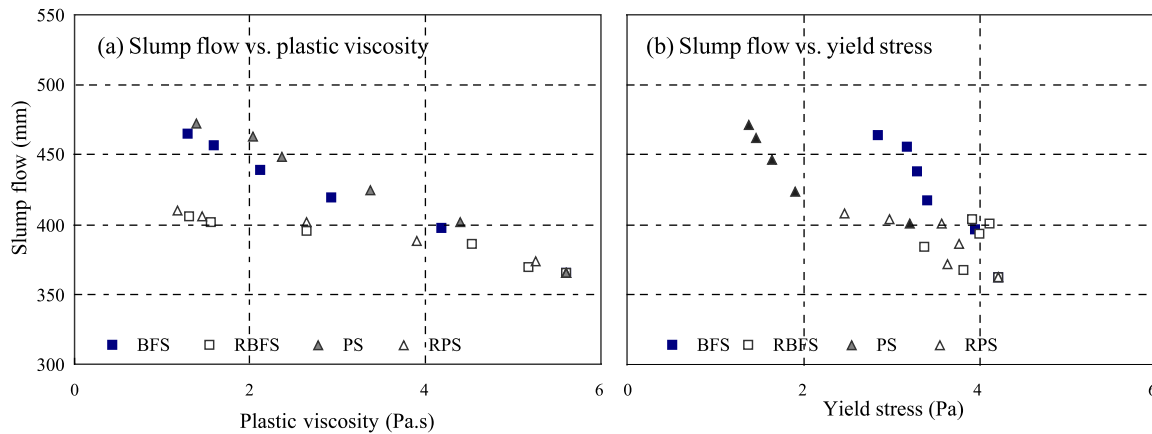 550
500
450
400
350
300
Slump flow (mm)
(a) Slump flow vs. plastic viscosity
BFS RBFS PS RPS
0 2 4 6
Plastic viscosity (Pa.s)
(b) Slump flow vs. yield stress
BFS RBFS PS RPS
0 2 4 6
Yield stress (Pa)